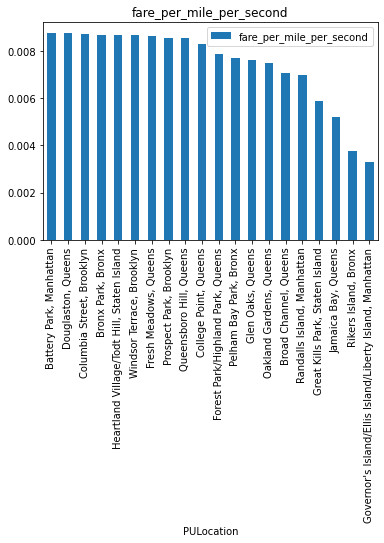 fare_per_mile_per_second
fare_per_mile_per_second
0.008
0.006
0.004
0.002
0.000
Battery Park, Manhattan
Douglaston, Queens
Columbia Street, Brooklyn
Bronx Park, Bronx
Heartland Village/Todt Hill, Staten Island
Windsor Terrace, Brooklyn
Fresh Meadows, Queens
Prospect Park, Brooklyn
Queensboro Hill, Queens
College Point, Queens
Forest Park/Highland Park, Queens
Pelham Bay Park, Bronx
Glen Oaks, Queens
Oakland Gardens, Queens
Broad Channel, Queens
Randalls Island, Manhattan
Great Kills Park, Staten Island
Jamaica Bay, Queens
Rikers Island, Bronx
Governor's Island/Ellis Island/Liberty Island, Manhattan
PULocation